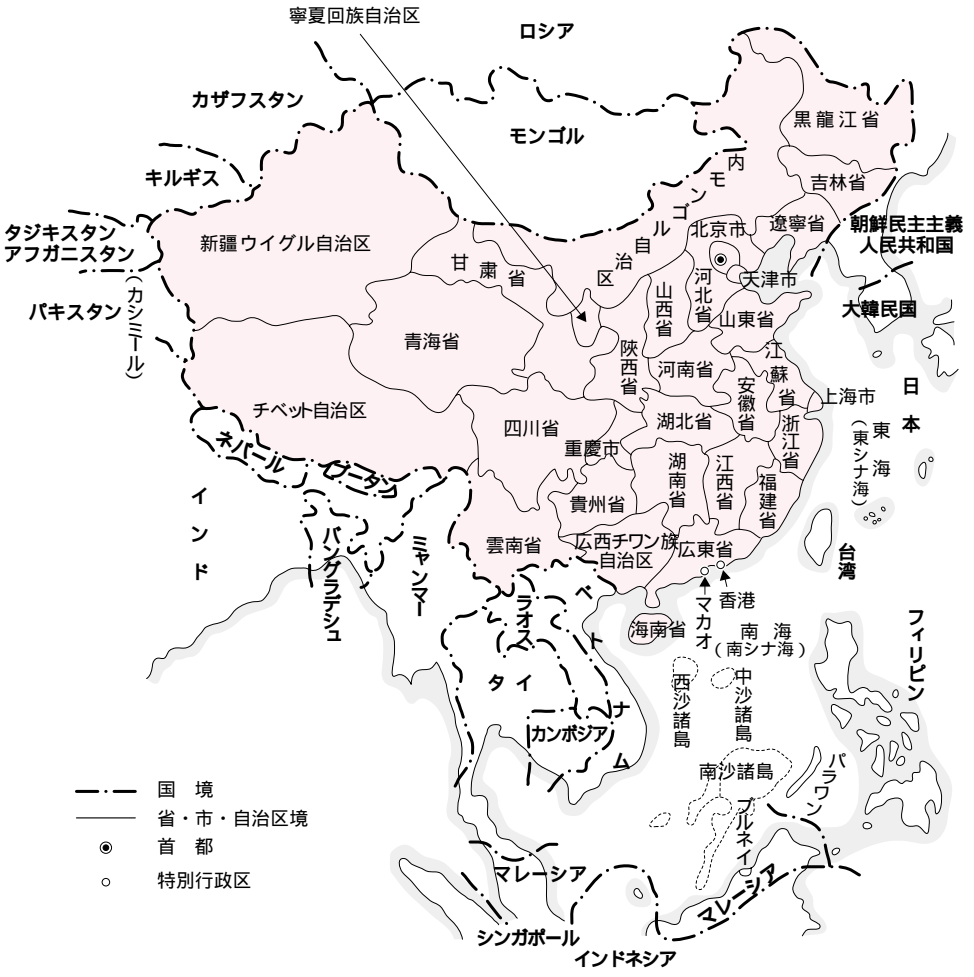 寧夏回族自治区
ロシア
カザフスタン
モンゴル
黒龍江省
内モンゴル自治区
キルギス
吉林省
タジキスタン
アフガニスタン
新疆ウイグル自治区
北京市
遼寧省
朝鮮民主主義
人民共和国
甘粛省
天津市
河北省
山西省
パキスタン
(カシミール)
大韓民国
山東省
青海省
陝西省
河南省
江蘇省
安徽省
上海市
日本
チベット自治区
四川省
重慶市
湖北省
浙江省
東海
(東シナ海)
ネパール
ブータン
湖南省
江西省
福建省
インド
貴州省
雲南省
広西チワン族
自治区
広東省
台湾
バングラデシュ
ミャンマー
ラオス
ベトナム
香港
マカオ
海南省
南海
(南シナ海)
フィリピン
タイ
西沙諸島
中沙諸島
カンボジア
南沙諸島
パラワン
ブルネイ
国境
省・市・自治区境
首都
特別行政区
マレーシア
マレーシア
シンガポール
インドネシア